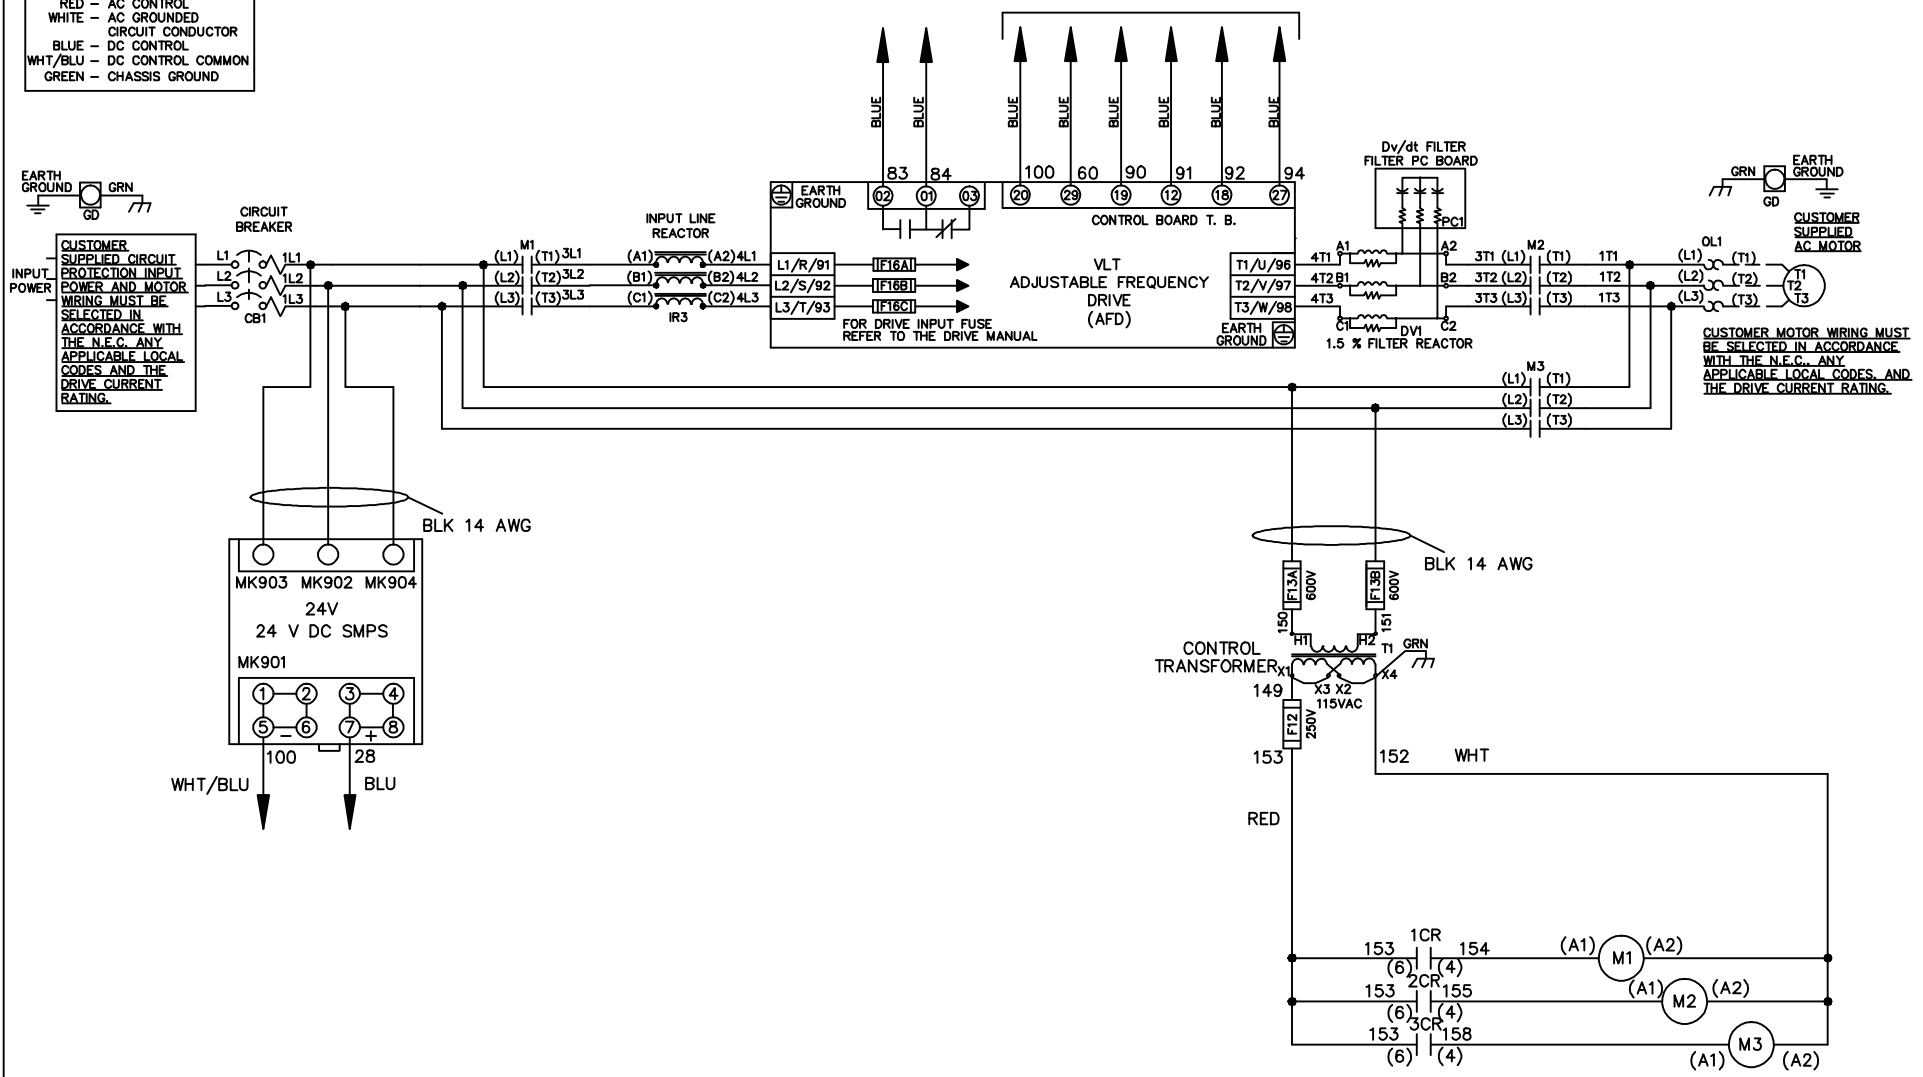 RED – AC CONTROL
WHITE – AC GROUNDED
CIRCUIT CONDUCTOR
BLUE – DC CONTROL
WHT/BLU – DC CONTROL COMMON
GREEN – CHASSIS GROUND
BLUE
BLUE
BLUE
BLUE
BLUE
BLUE
BLUE
BLUE
EARTH
GROUND
GRN
GD
CIRCUIT
BREAKER
INPUT
POWER
CUSTOMER
SUPPLIED CIRCUIT
PROTECTION INPUT
POWER AND MOTOR
WIRING MUST BE
SELECTED IN
ACCORDANCE WITH
THE N.E.C. ANY
APPLICABLE LOCAL
CODES AND THE
DRIVE CURRENT
RATING.
L1 1L1
L2 1L2
L3 1L3
CB1
M1
(L1) (T1) 3L1
(L2) (T2) 3L2
(L3) (T3) 3L3
INPUT LINE
REACTOR
(A1) (A2) 4L1
(B1) (B2) 4L2
(C1) (C2) 4L3
IR3
83 84 100 60 90 91 92 94
EARTH
GROUND
02 01 03
20 29 19 12 18 27
CONTROL BOARD T. B.
L1/R/91 F16A
L2/S/92 F16B
L3/T/93 F16C
FOR DRIVE INPUT FUSE
REFER TO THE DRIVE MANUAL
VLT
ADJUSTABLE FREQUENCY
DRIVE
(AFD)
T1/U/96
T2/V/97
T3/W/98
EARTH
GROUND
Dv/dt FILTER
FILTER PC BOARD
PC1
4T1 A1 A2
4T2 B1 B2
4T3 C1 C2
DV1
1.5 % FILTER REACTOR
M2
3T1 (L1) (T1) 1T1
3T2 (L2) (T2) 1T2
3T3 (L3) (T3) 1T3
M3
(L1) (T1)
(L2) (T2)
(L3) (T3)
GRN
GD
EARTH
GROUND
CUSTOMER
SUPPLIED
AC MOTOR
OL1
(L1) (T1)
(L2) (T2)
(L3) (T3)
T1
T2
T3
CUSTOMER MOTOR WIRING MUST
BE SELECTED IN ACCORDANCE
WITH THE N.E.C., ANY
APPLICABLE LOCAL CODES, AND
THE DRIVE CURRENT RATING.
BLK 14 AWG
MK903 MK902 MK904
24V
24 V DC SMPS
MK901
1 2 3 4
5 – 6 7 + 8
100 28
WHT/BLU BLU
BLK 14 AWG
F13A
600V
F13B
600V
150
151
H1 H2
T1
GRN
CONTROL
TRANSFORMER
X1 X3 X2 X4
115VAC
149
F12
250V
153
152 WHT
RED
1CR
153 154 (A1) M1 (A2)
(6) (4)
2CR
153 155 (A1) M2 (A2)
(6) (4)
3CR
153 158
(6) (4) (A1) M3 (A2)